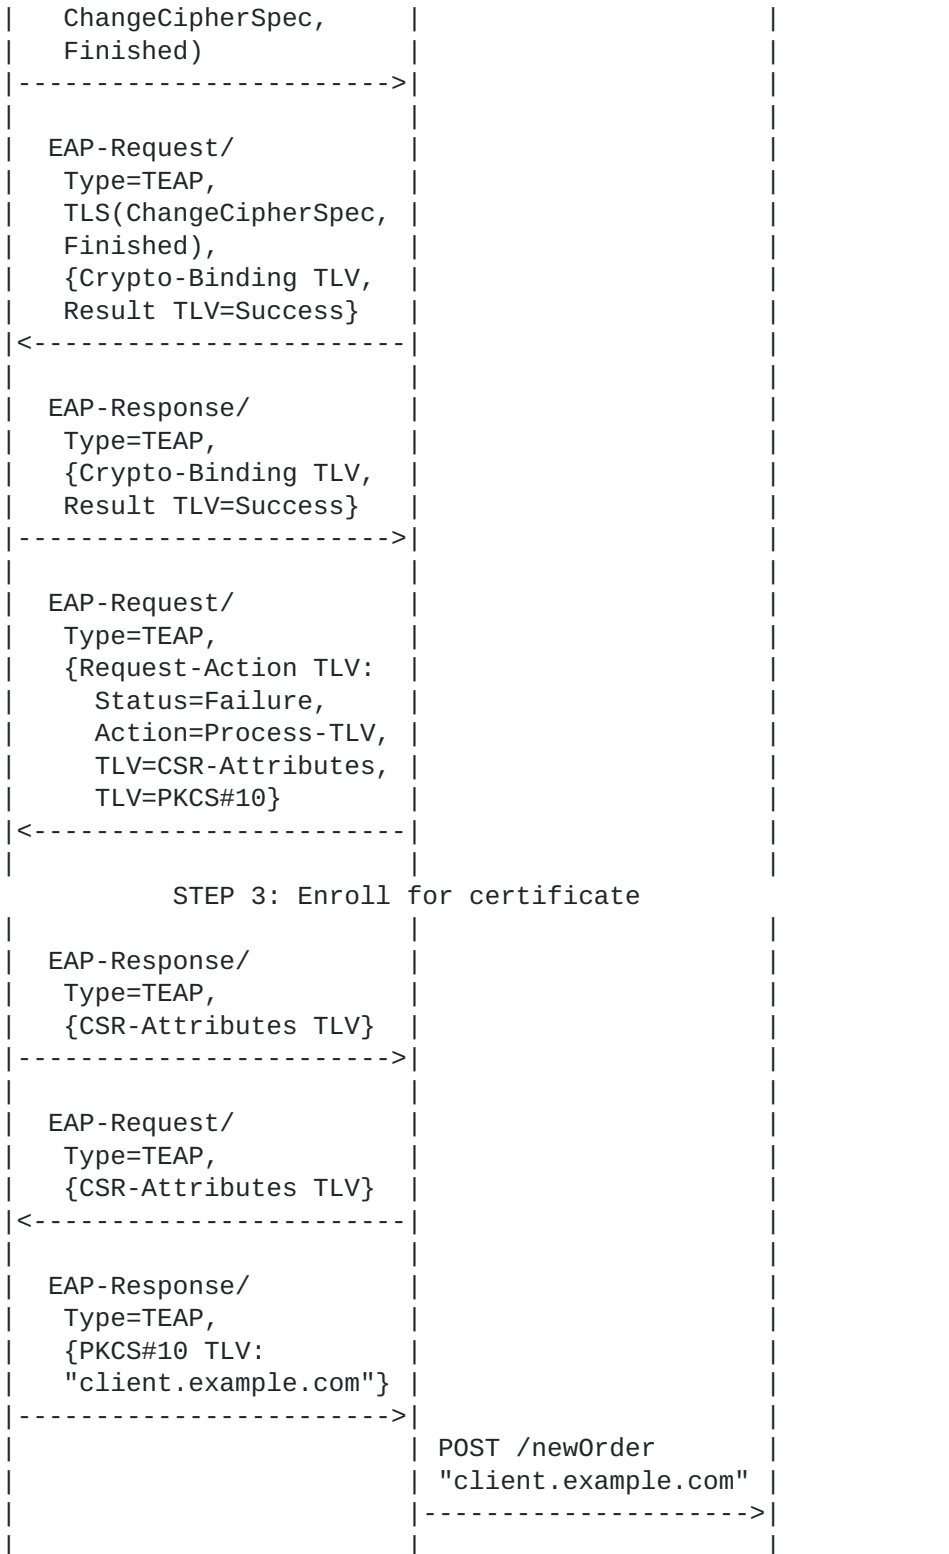 |   ChangeCipherSpec,     |                      |
|   Finished)             |                      |
|------------------------>|                      |
|                         |                      |
|  EAP-Request/           |                      |
|   Type=TEAP,            |                      |
|   TLS(ChangeCipherSpec, |                      |
|   Finished),            |                      |
|   {Crypto-Binding TLV,  |                      |
|   Result TLV=Success}   |                      |
|<------------------------|                      |
|                         |                      |
|  EAP-Response/          |                      |
|   Type=TEAP,            |                      |
|   {Crypto-Binding TLV,  |                      |
|   Result TLV=Success}   |                      |
|------------------------>|                      |
|                         |                      |
|  EAP-Request/           |                      |
|   Type=TEAP,            |                      |
|   {Request-Action TLV:  |                      |
|     Status=Failure,     |                      |
|     Action=Process-TLV, |                      |
|     TLV=CSR-Attributes, |                      |
|     TLV=PKCS#10}        |                      |
|<------------------------|                      |
|                         |                      |
          STEP 3: Enroll for certificate
|                         |                      |
|  EAP-Response/          |                      |
|   Type=TEAP,            |                      |
|   {CSR-Attributes TLV}  |                      |
|------------------------>|                      |
|                         |                      |
|  EAP-Request/           |                      |
|   Type=TEAP,            |                      |
|   {CSR-Attributes TLV}  |                      |
|<------------------------|                      |
|                         |                      |
|  EAP-Response/          |                      |
|   Type=TEAP,            |                      |
|   {PKCS#10 TLV:         |                      |
|   "client.example.com"} |                      |
|------------------------>|                      |
|                         | POST /newOrder       |
|                         | "client.example.com" |
|                         |--------------------->|
|                         |                      |